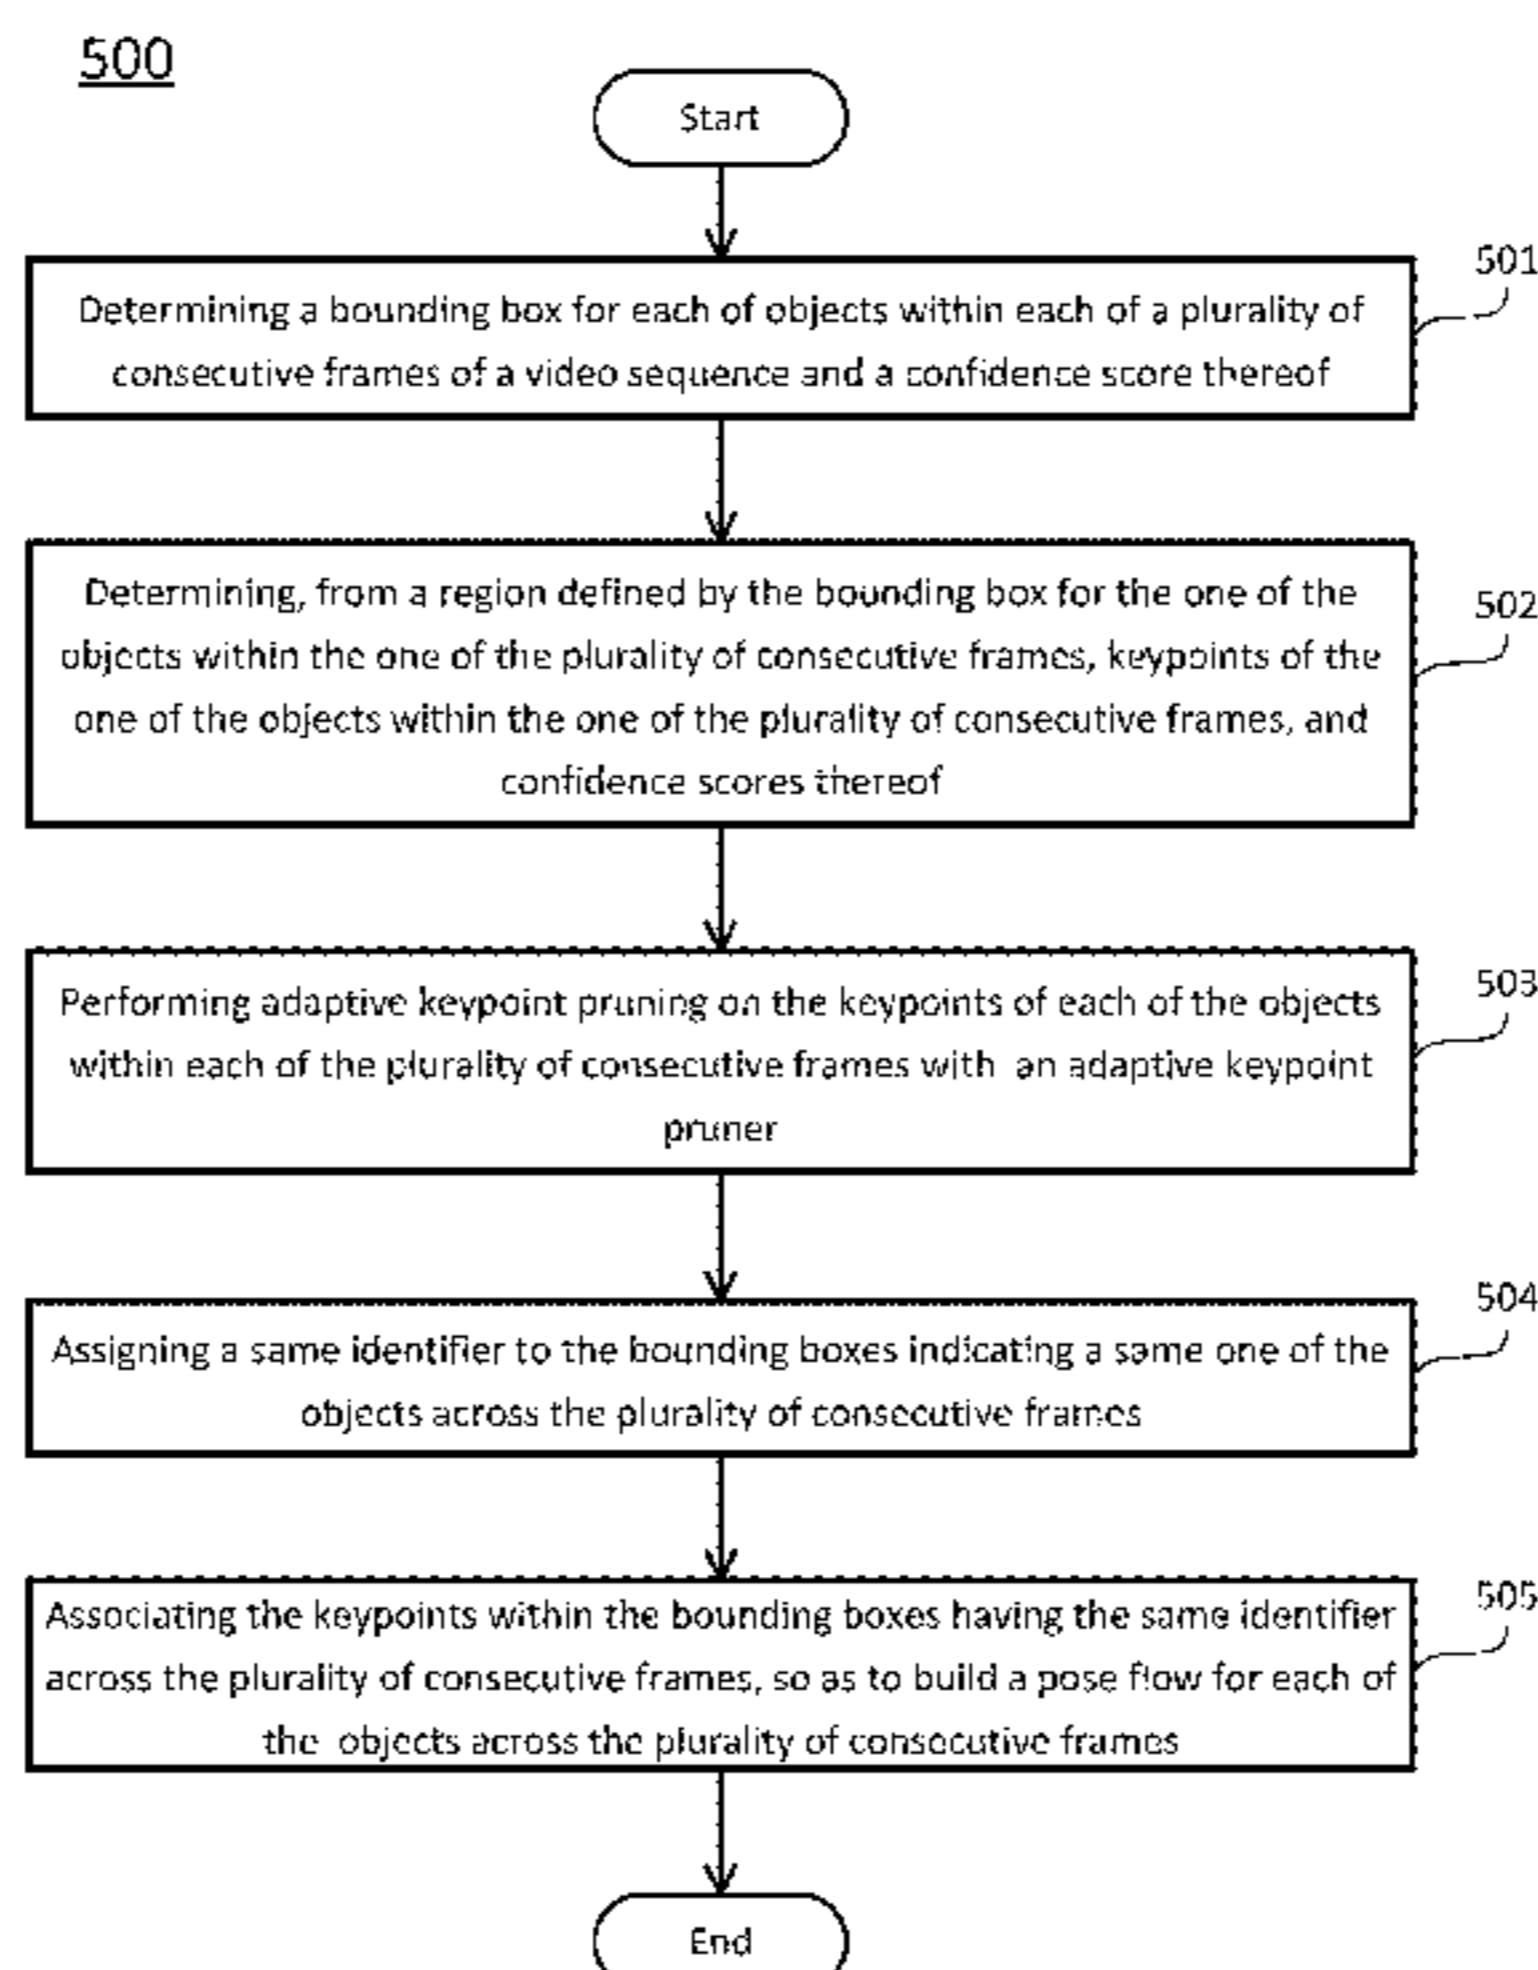 500
Start
501
Determining a bounding box for each of objects within each of a plurality of
consecutive frames of a video sequence and a confidence score thereof
502
Determining, from a region defined by the bounding box for the one of the
objects within the one of the plurality of consecutive frames, keypoints of the
one of the objects within the one of the plurality of consecutive frames, and
confidence scores thereof
503
Performing adaptive keypoint pruning on the keypoints of each of the objects
within each of the plurality of consecutive frames with an adaptive keypoint
pruner
504
Assigning a same identifier to the bounding boxes indicating a same one of the
objects across the plurality of consecutive frames
505
Associating the keypoints within the bounding boxes having the same identifier
across the plurality of consecutive frames, so as to build a pose flow for each of
the objects across the plurality of consecutive frames
End